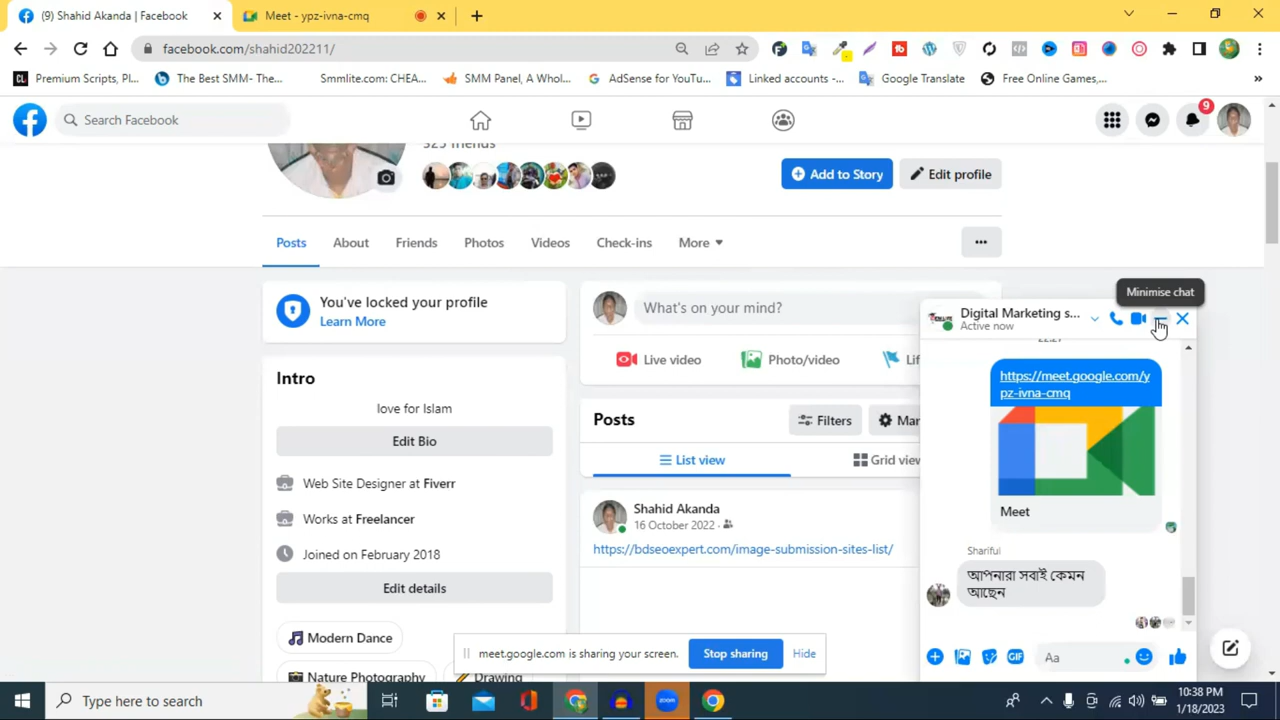 (9) Shahid Akanda | Facebook
Meet - ypz-ivna-cmq
facebook.com/shahid202211/
Premium Scripts, Pl...
The Best SMM- The...
Smmlite.com: CHEA...
SMM Panel, A Whol...
AdSense for YouTu...
Linked accounts -...
Google Translate
Free Online Games,...
Search Facebook
9
friends
Add to Story
Edit profile
Posts
About
Friends
Photos
Videos
Check-ins
More
You've locked your profile
Learn More
What's on your mind?
Live video
Photo/video
Intro
love for Islam
Edit Bio
Web Site Designer at Fiverr
Works at Freelancer
Joined on February 2018
Edit details
Modern Dance
Nature Photography
Drawing
Posts
Filters
List view
Grid view
Shahid Akanda
16 October 2022
https://bdseoexpert.com/image-submission-sites-list/
Minimise chat
Digital Marketing s...
Active now
22:27
https://meet.google.com/y
pz-ivna-cmq
Meet
Shariful
আপনারা সবাই কেমন
আছেন
GIF
Aa
meet.google.com is sharing your screen.
Stop sharing
Hide
Type here to search
zoom
10:38 PM
1/18/2023